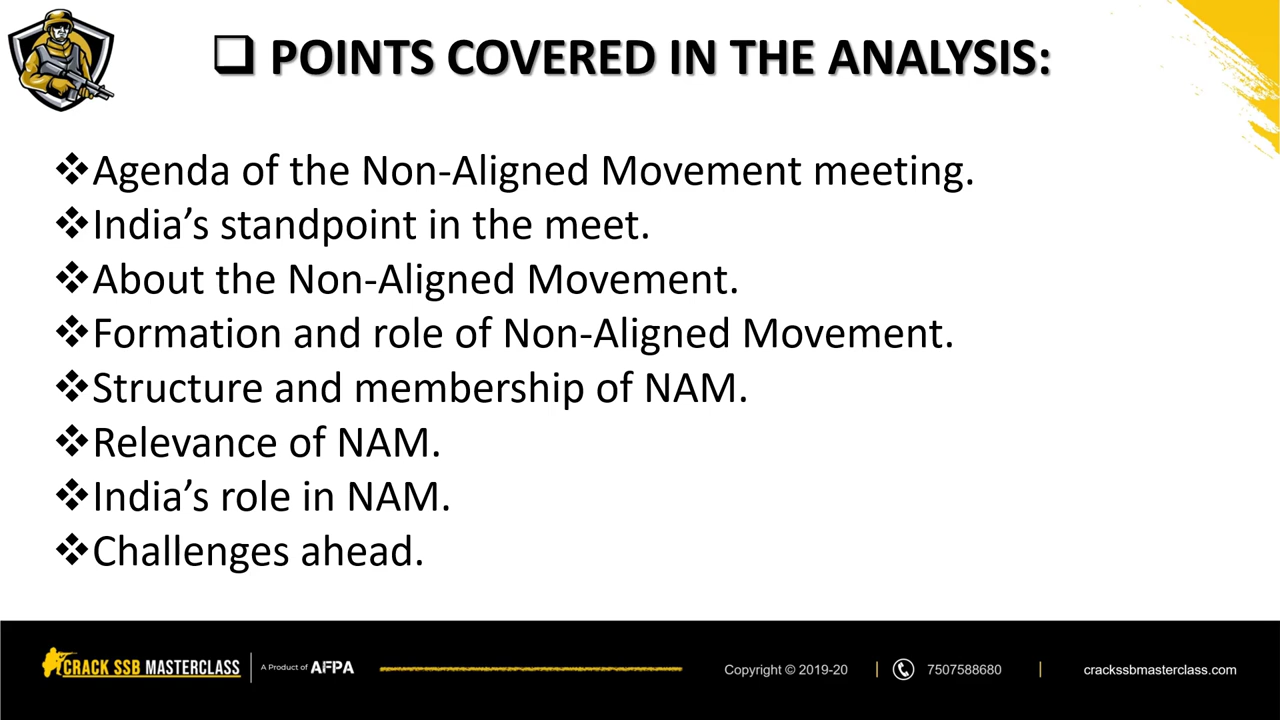 ❑ POINTS COVERED IN THE ANALYSIS:
❖Agenda of the Non-Aligned Movement meeting.
❖India’s standpoint in the meet.
❖About the Non-Aligned Movement.
❖Formation and role of Non-Aligned Movement.
❖Structure and membership of NAM.
❖Relevance of NAM.
❖India’s role in NAM.
❖Challenges ahead.
CRACK SSB MASTERCLASS | A Product of AFPA Copyright © 2019-20 | 7507588680 | crackssbmasterclass.com